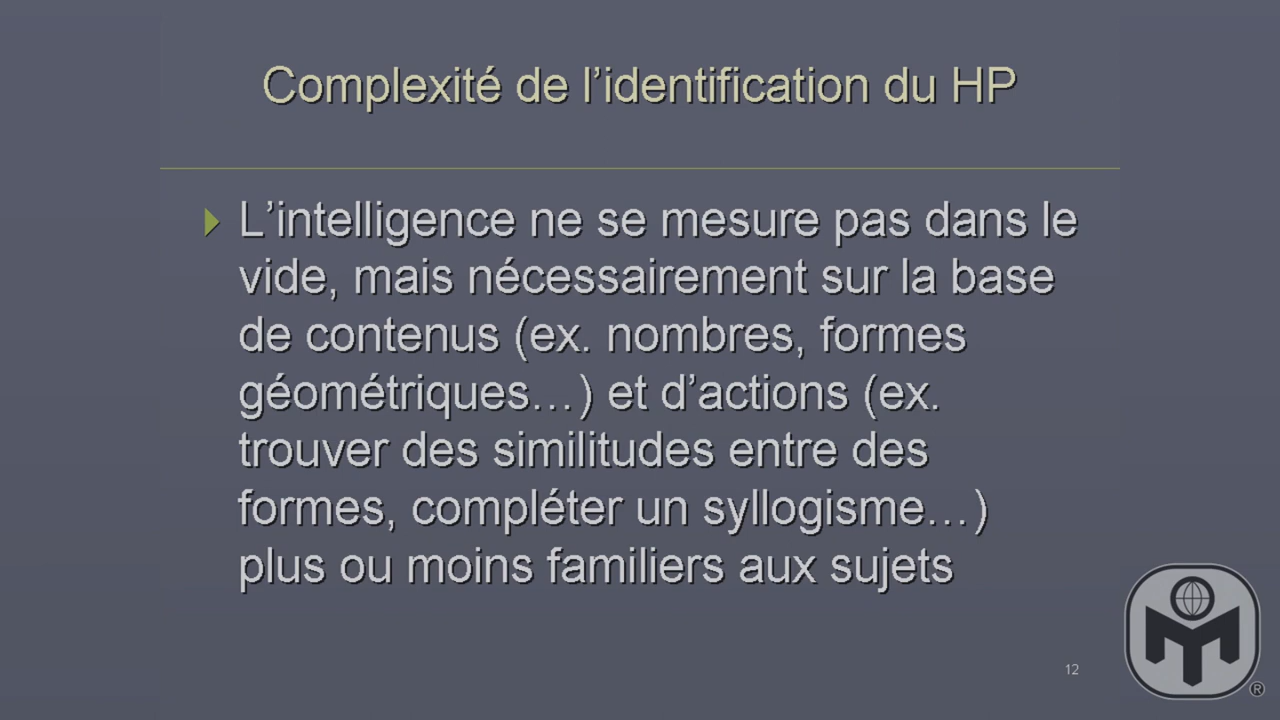 Complexité de l’identification du HP
L’intelligence ne se mesure pas dans le
vide, mais nécessairement sur la base
de contenus (ex. nombres, formes
géométriques…) et d’actions (ex.
trouver des similitudes entre des
formes, compléter un syllogisme…)
plus ou moins familiers aux sujets
12
®